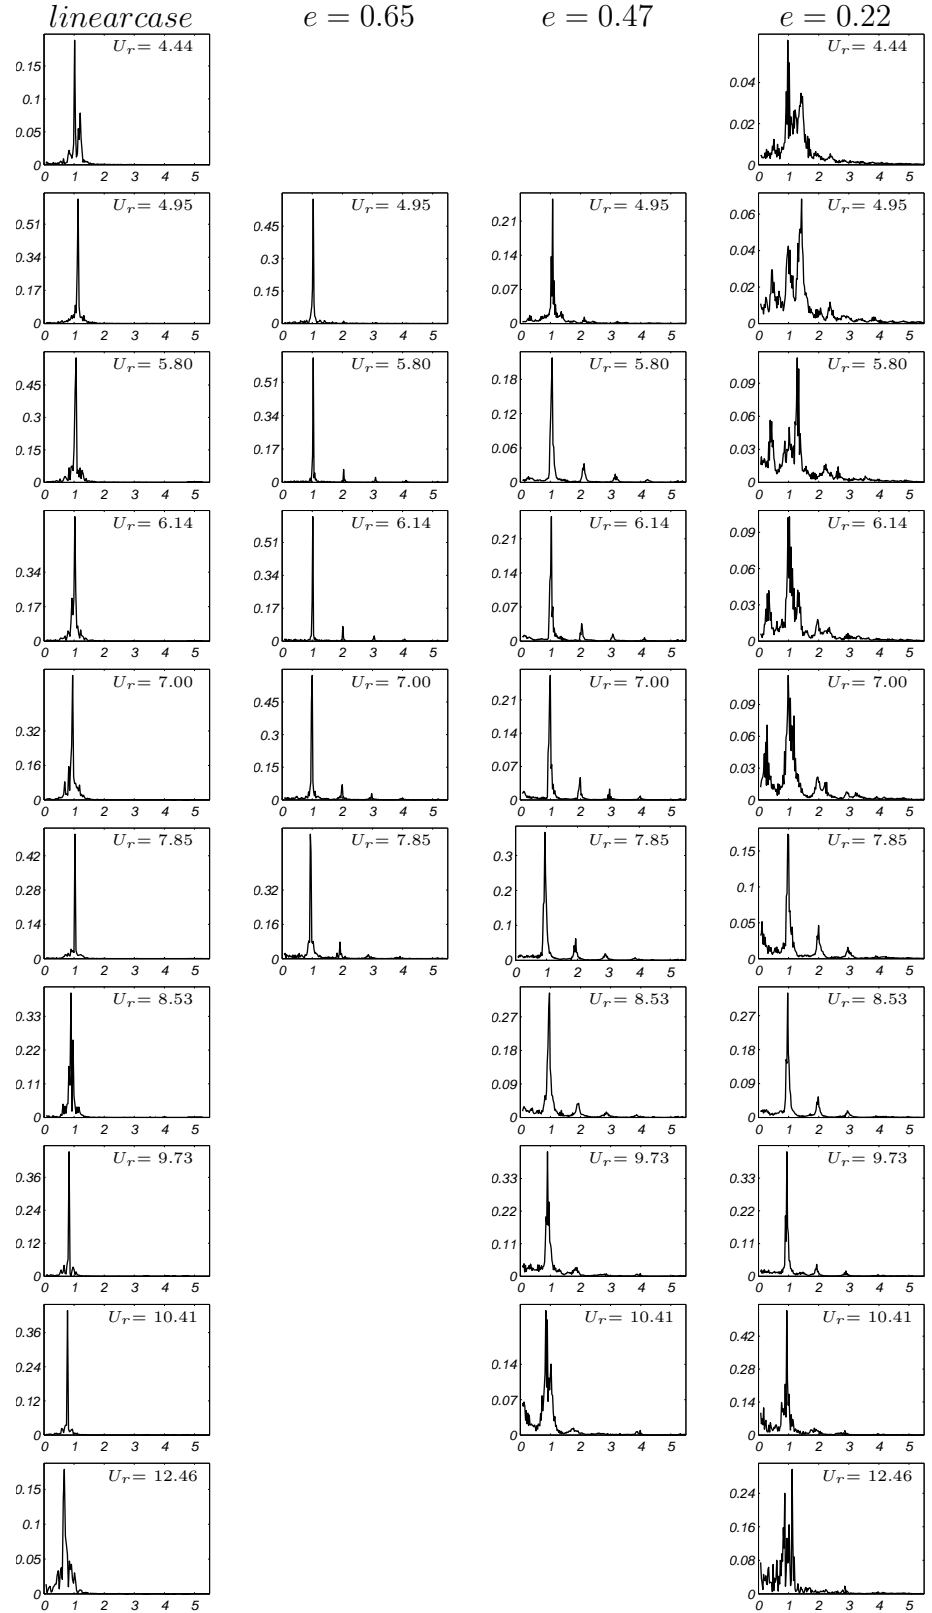 linearcase e = 0.65 e = 0.47 e = 0.22
U_r= 4.44
0.15
0.1
0.05
0
0 1 2 3 4 5
U_r= 4.44
0.04
0.02
0
0 1 2 3 4 5
U_r= 4.95
0.51
0.34
0.17
0
0 1 2 3 4 5
U_r= 4.95
0.45
0.3
0.15
0
0 1 2 3 4 5
U_r= 4.95
0.21
0.14
0.07
0
0 1 2 3 4 5
U_r= 4.95
0.06
0.04
0.02
0
0 1 2 3 4 5
U_r= 5.80
0.45
0.3
0.15
0
0 1 2 3 4 5
U_r= 5.80
0.51
0.34
0.17
0
0 1 2 3 4 5
U_r= 5.80
0.18
0.12
0.06
0
0 1 2 3 4 5
U_r= 5.80
0.09
0.06
0.03
0
0 1 2 3 4 5
U_r= 6.14
0.34
0.17
0
0 1 2 3 4 5
U_r= 6.14
0.51
0.34
0.17
0
0 1 2 3 4 5
U_r= 6.14
0.21
0.14
0.07
0
0 1 2 3 4 5
U_r= 6.14
0.09
0.06
0.03
0
0 1 2 3 4 5
U_r= 7.00
0.32
0.16
0
0 1 2 3 4 5
U_r= 7.00
0.45
0.3
0.15
0
0 1 2 3 4 5
U_r= 7.00
0.21
0.14
0.07
0
0 1 2 3 4 5
U_r= 7.00
0.09
0.06
0.03
0
0 1 2 3 4 5
U_r= 7.85
0.42
0.28
0.14
0
0 1 2 3 4 5
U_r= 7.85
0.32
0.16
0
0 1 2 3 4 5
U_r= 7.85
0.3
0.2
0.1
0
0 1 2 3 4 5
U_r= 7.85
0.15
0.1
0.05
0
0 1 2 3 4 5
U_r= 8.53
0.33
0.22
0.11
0
0 1 2 3 4 5
U_r= 8.53
0.27
0.18
0.09
0
0 1 2 3 4 5
U_r= 8.53
0.27
0.18
0.09
0
0 1 2 3 4 5
U_r= 9.73
0.36
0.24
0.12
0
0 1 2 3 4 5
U_r= 9.73
0.33
0.22
0.11
0
0 1 2 3 4 5
U_r= 9.73
0.33
0.22
0.11
0
0 1 2 3 4 5
U_r= 10.41
0.36
0.24
0.12
0
0 1 2 3 4 5
U_r= 10.41
0.14
0.07
0
0 1 2 3 4 5
U_r= 10.41
0.42
0.28
0.14
0
0 1 2 3 4 5
U_r= 12.46
0.15
0.1
0.05
0
0 1 2 3 4 5
U_r= 12.46
0.24
0.16
0.08
0
0 1 2 3 4 5